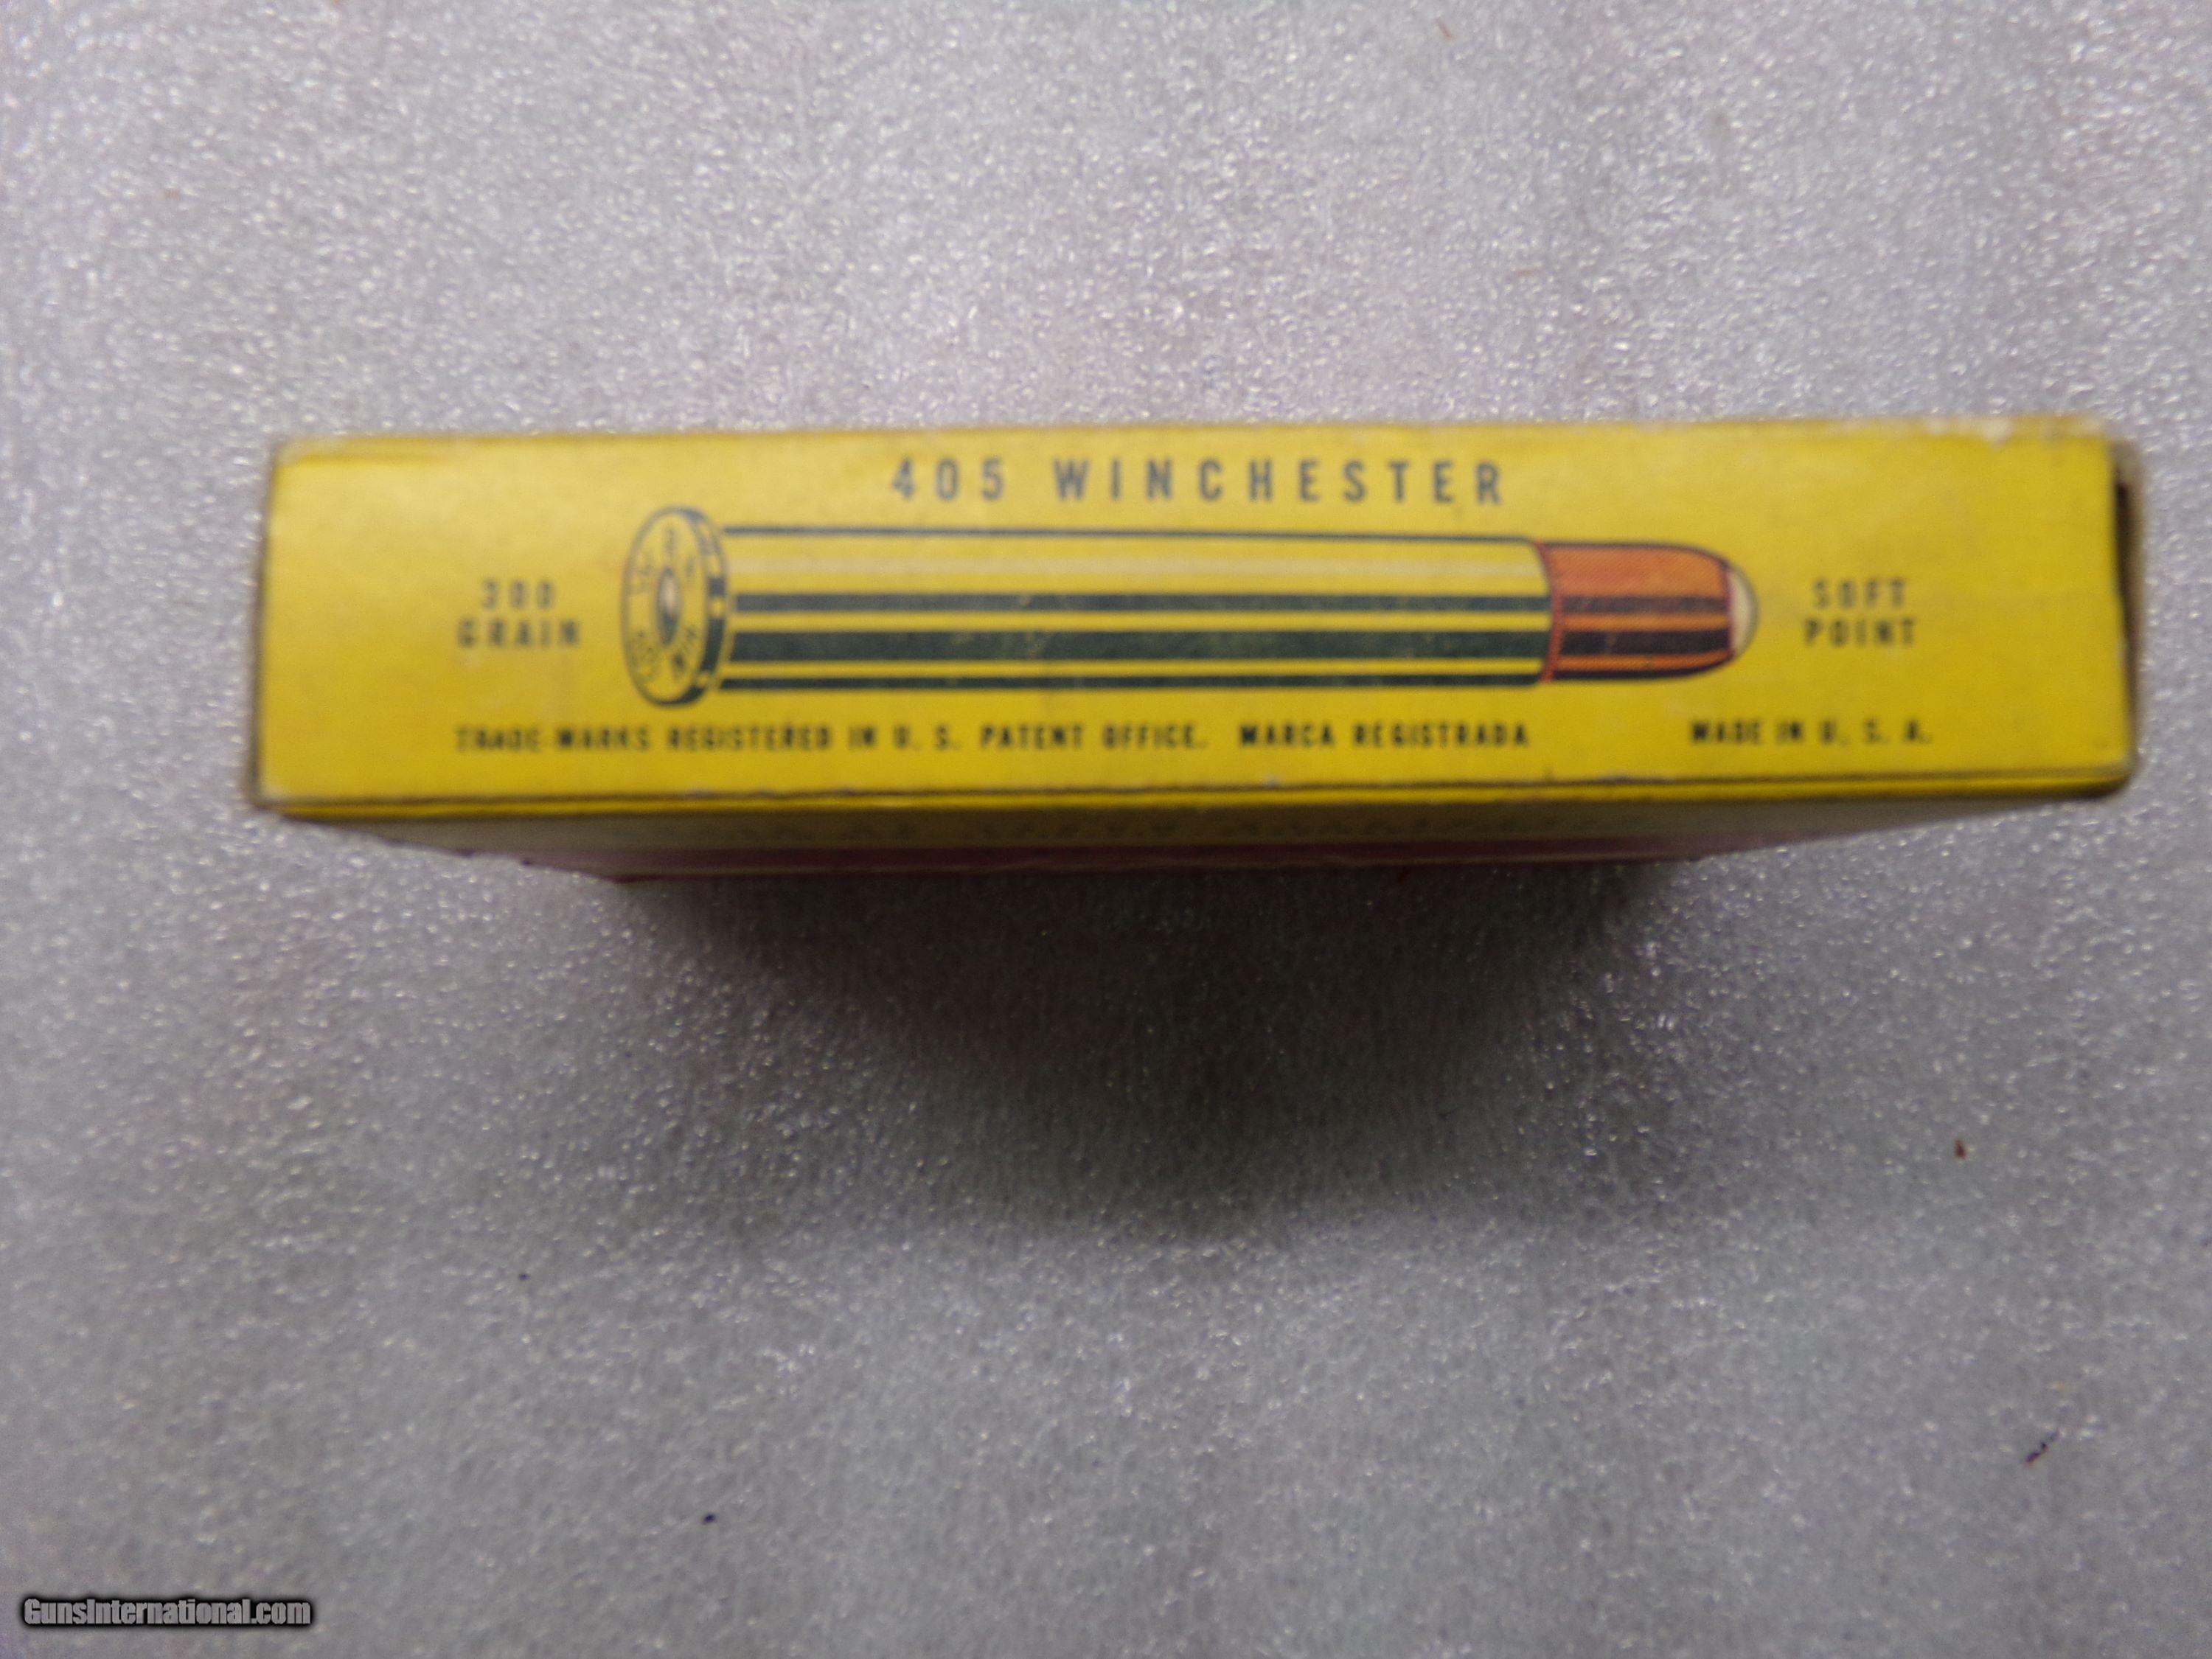 405 WINCHESTER
300
GRAIN
SOFT
POINT
TRADE-MARKS REGISTERED IN U. S. PATENT OFFICE. MARCA REGISTRADA
MADE IN U. S. A.
GunsInternational.com